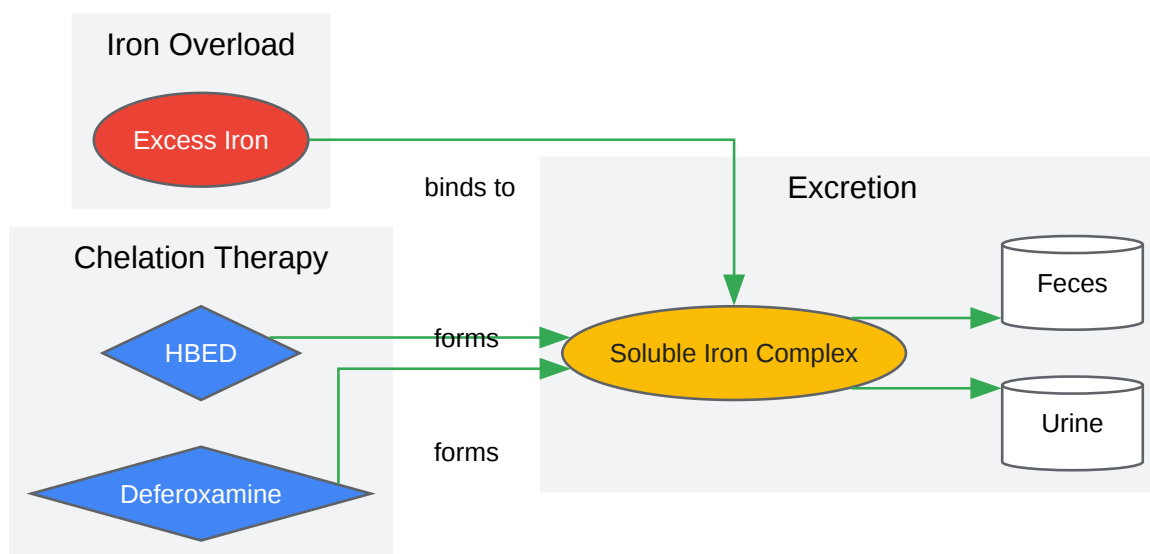 Iron Overload
Excess Iron
binds to
Excretion
Chelation Therapy
Feces
HBED
forms
Soluble Iron Complex
Urine
forms
Deferoxamine